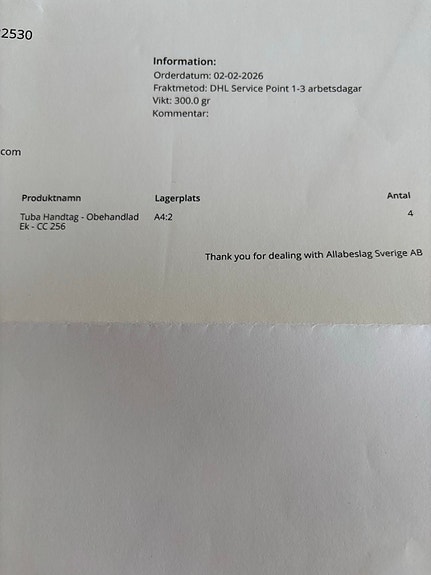 2530
Information:
Orderdatum: 02-02-2026
Fraktmetod: DHL Service Point 1-3 arbetsdagar
Vikt: 300.0 gr
Kommentar:
com
Produktnamn Lagerplats Antal
Tuba Handtag - Obehandlad A4:2 4
Ek - CC 256
Thank you for dealing with Allabeslag Sverige AB